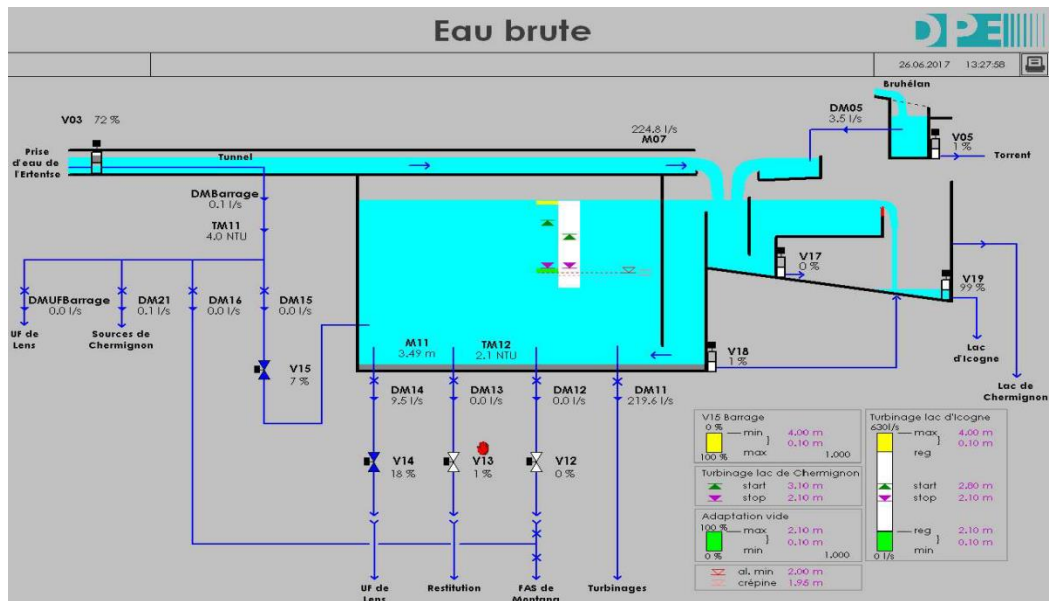 Eau brute
DPE
26.06.2017 13:27:58
Bruhélan
V03 72 %
DM05
3.5 l/s
224.8 l/s
M07
V05
1 %
Torrent
Prise
d'eau de
l'Ertentse
Tunnel
DMBarrage
0.1 l/s
TM11
4.0 NTU
V17
0 %
V19
99 %
DMUFBarrage
0.0 l/s
DM21
0.1 l/s
DM16
0.0 l/s
DM15
0.0 l/s
UF de
Lens
Sources de
Chermignon
M11
3.49 m
TM12
2.1 NTU
V18
1 %
Lac
d'Icogne
Lac de
Chermignon
V15
7 %
DM14
9.5 l/s
DM13
0.0 l/s
DM12
0.0 l/s
DM11
219.6 l/s
V14
18 %
V13
1 %
V12
0 %
UF de
Lens
Restitution
FAS de
Montana
Turbinages
V15 Barrage
0 %
min 4.00 m
} 0.10 m
max
100 % 1.000
Turbinage lac de Chermignon
start 3.10 m
stop 2.10 m
Adaptation vide
100 %
max 2.10 m
} 0.10 m
min
0 % 1.000
al. min 2.00 m
crépine 1.98 m
Turbinage lac d'Icogne
630l/s
max 4.00 m
} 0.10 m
reg
start 2.80 m
stop 2.10 m
reg 2.10 m
} 0.10 m
min
0 l/s